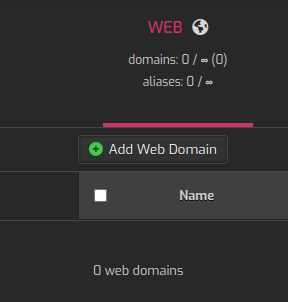 WEB
domains: 0 / ∞ (0)
aliases: 0 / ∞
Add Web Domain
Name
0 web domains